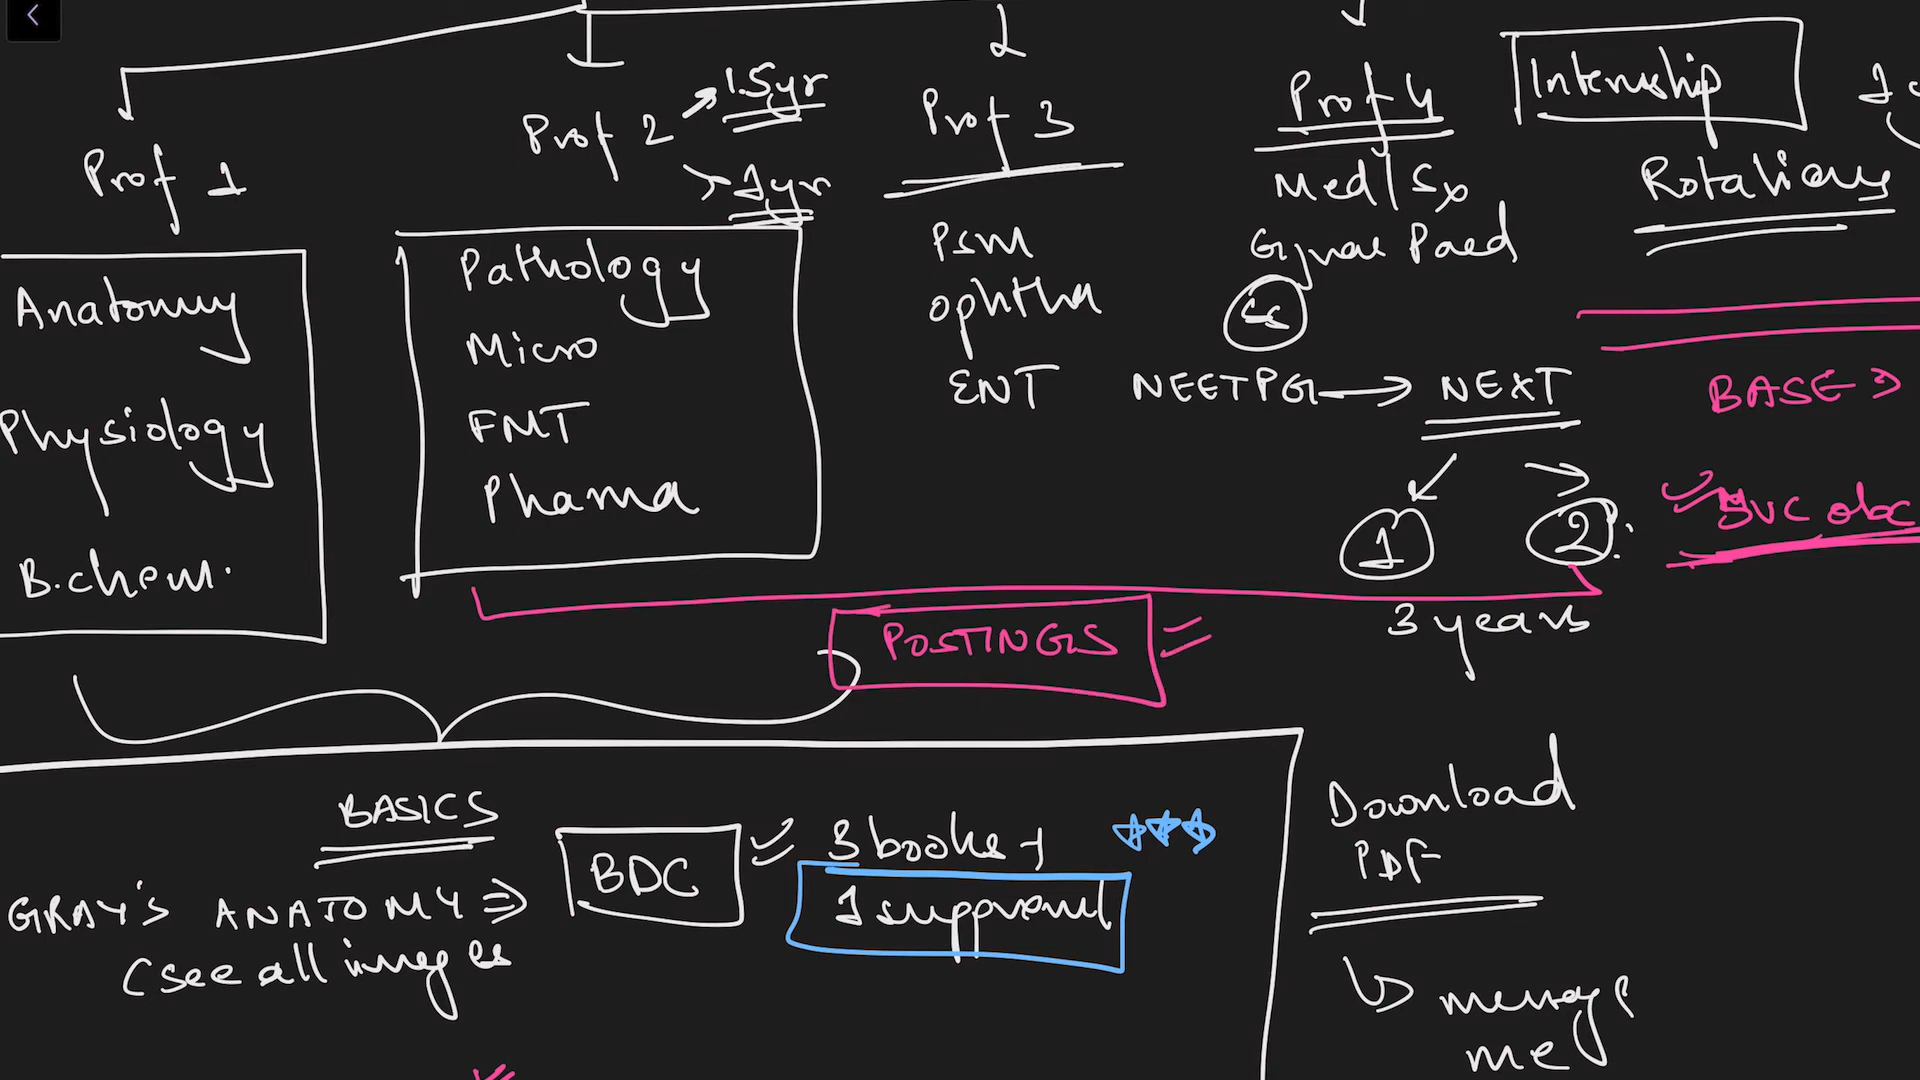 Prof 1
Anatomy
Physiology
B.chem.
Prof 2
1.5yr
1yr
Pathology
Micro
FMT
Phama
Prof 3
PSM
ophtha
ENT
Prof 4
Med | Sx
Gynae Paed
NEETPG → NEXT
1 2
3 years
Internship
Rotations
BASE
POSTINGS
BASICS
GRAY'S ANATOMY ⇒
(see all images
BDC
3 books +
1
Download
PDF
message
me